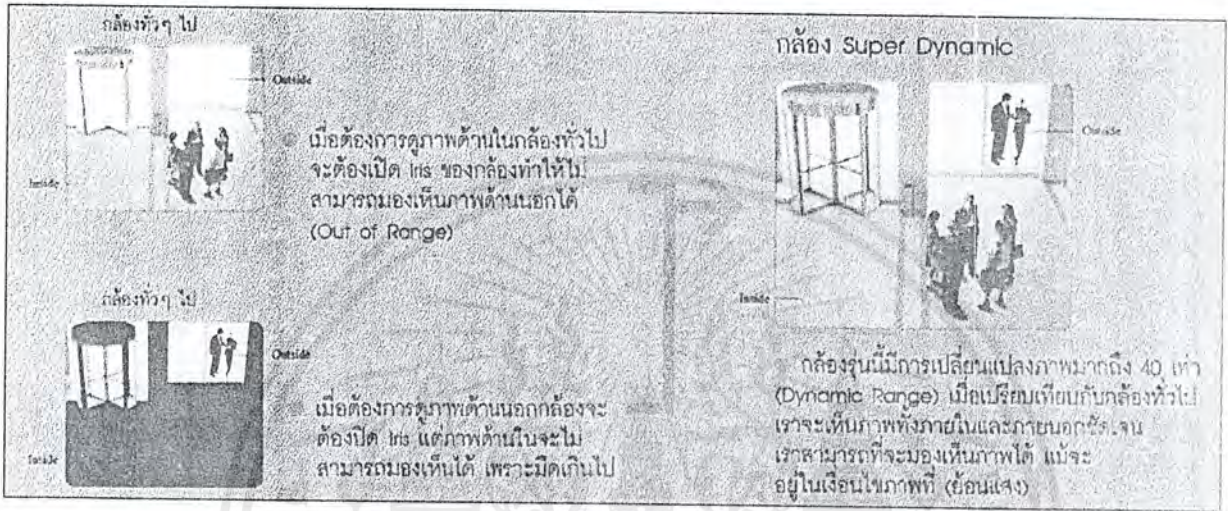 กล้องทั่วๆ ไป
Outside
Inside
เมื่อต้องการดูภาพด้านในกล้องทั่วไป
จะต้องเปิด Iris ของกล้องทำให้ไม่
สามารถมองเห็นภาพด้านนอกได้
(Out of Range)
กล้องทั่วๆ ไป
Outside
Inside
เมื่อต้องการดูภาพด้านนอกกล้องจะ
ต้องปิด Iris แต่ภาพด้านในจะไม่
สามารถมองเห็นได้ เพราะมืดเกินไป
กล้อง Super Dynamic
Outside
Inside
กล้องรุ่นนี้มีการเปลี่ยนแปลงภาพมากถึง 40 เท่า
(Dynamic Range) เมื่อเปรียบเทียบกับกล้องทั่วไป
เราจะเห็นภาพทั้งภายในและภายนอกชัดเจน
เราสามารถที่จะมองเห็นภาพได้ แม้จะ
อยู่ในเงื่อนไขภาพที่ (ย้อนแสง)